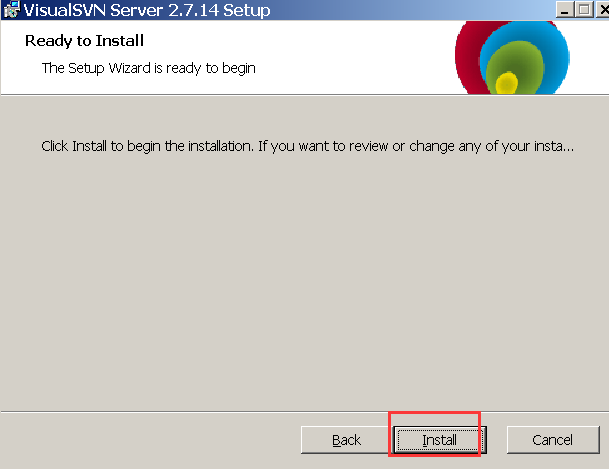 VisualSVN Server 2.7.14 Setup
Ready to Install
The Setup Wizard is ready to begin
Click Install to begin the installation. If you want to review or change any of your insta...
Back Install Cancel